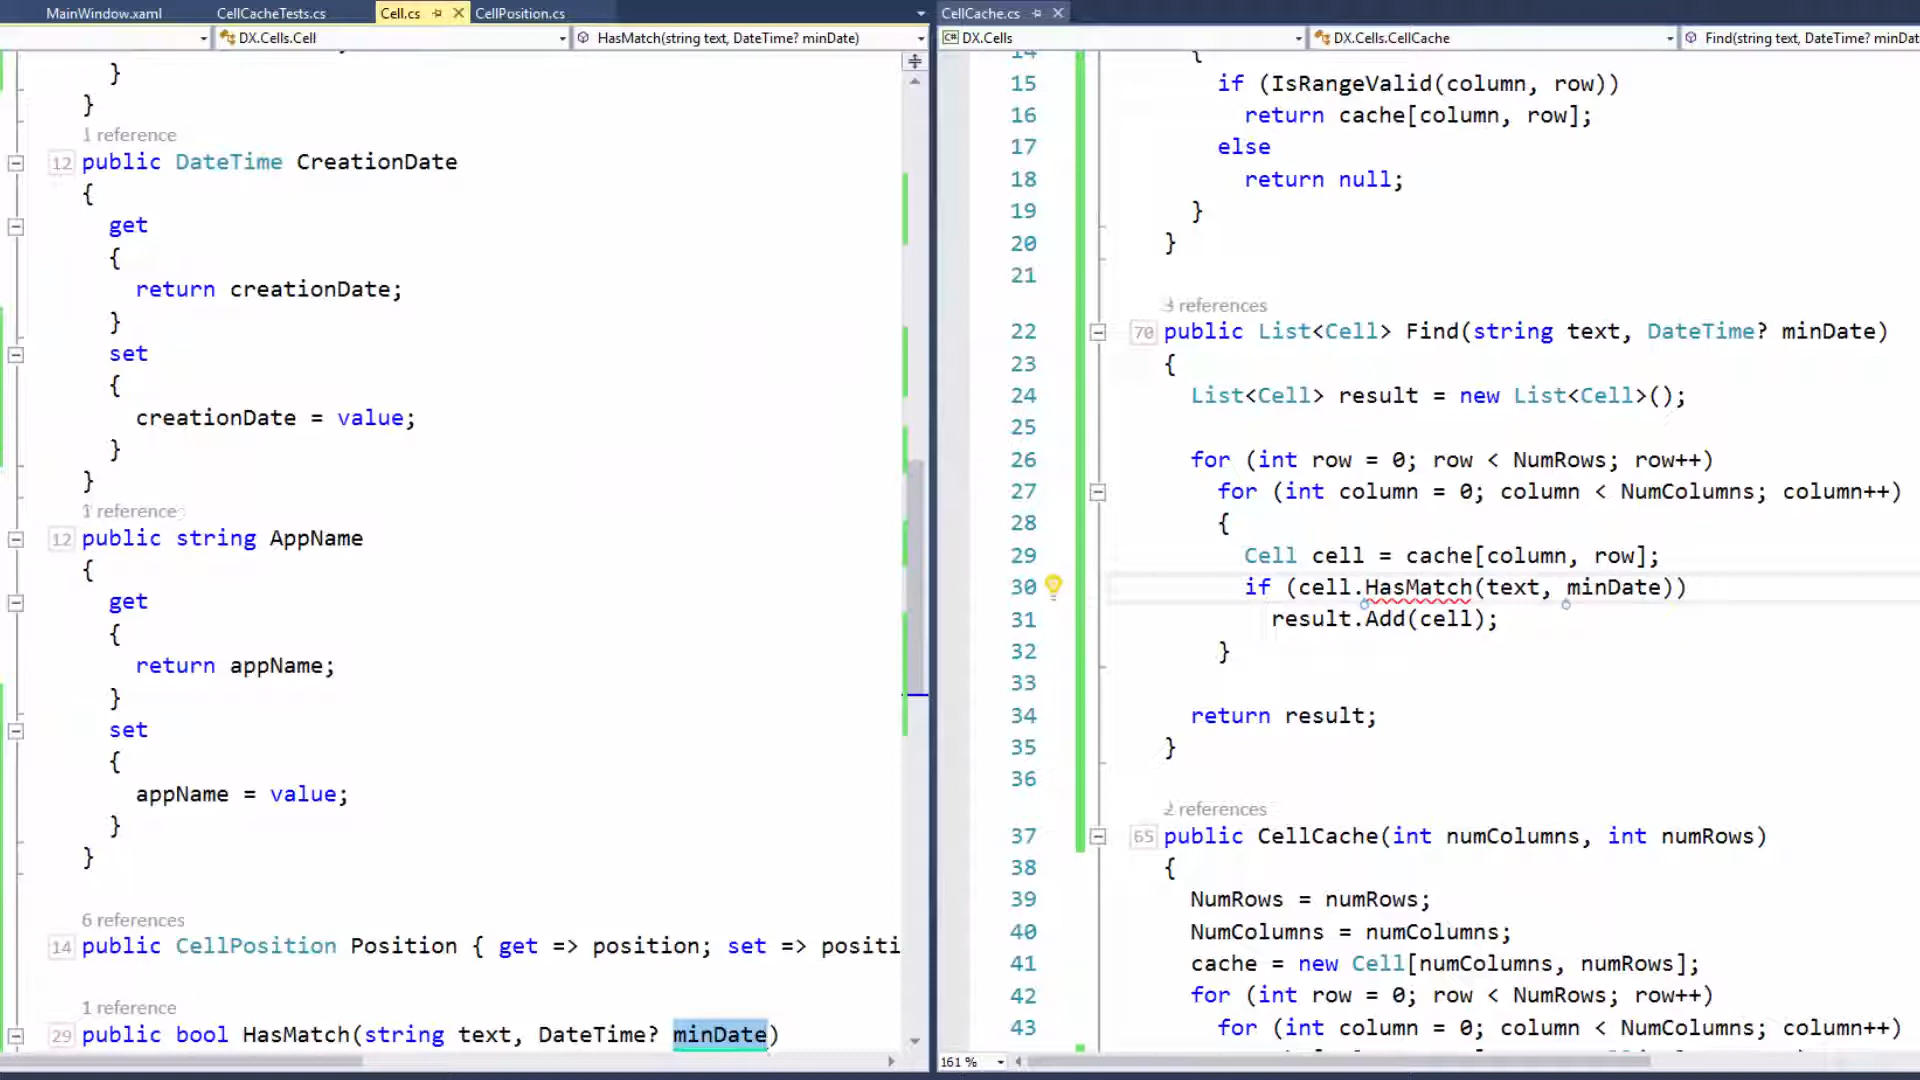 MainWindow.xaml CellCacheTests.cs Cell.cs CellPosition.cs
DX.Cells.Cell HasMatch(string text, DateTime? minDate)
}
}
1 reference
12 public DateTime CreationDate
{
get
{
return creationDate;
}
set
{
creationDate = value;
}
}
1 reference
12 public string AppName
{
get
{
return appName;
}
set
{
appName = value;
}
}
6 references
14 public CellPosition Position { get => position; set => positi
1 reference
29 public bool HasMatch(string text, DateTime? minDate)
CellCache.cs
C# DX.Cells DX.Cells.CellCache Find(string text, DateTime? minDat
14 {
15 if (IsRangeValid(column, row))
16 return cache[column, row];
17 else
18 return null;
19 }
20 }
21
3 references
22 70 public List<Cell> Find(string text, DateTime? minDate)
23 {
24 List<Cell> result = new List<Cell>();
25
26 for (int row = 0; row < NumRows; row++)
27 for (int column = 0; column < NumColumns; column++)
28 {
29 Cell cell = cache[column, row];
30 if (cell.HasMatch(text, minDate))
31 result.Add(cell);
32 }
33
34 return result;
35 }
36
2 references
37 65 public CellCache(int numColumns, int numRows)
38 {
39 NumRows = numRows;
40 NumColumns = numColumns;
41 cache = new Cell[numColumns, numRows];
42 for (int row = 0; row < NumRows; row++)
43 for (int column = 0; column < NumColumns; column++)
161 %